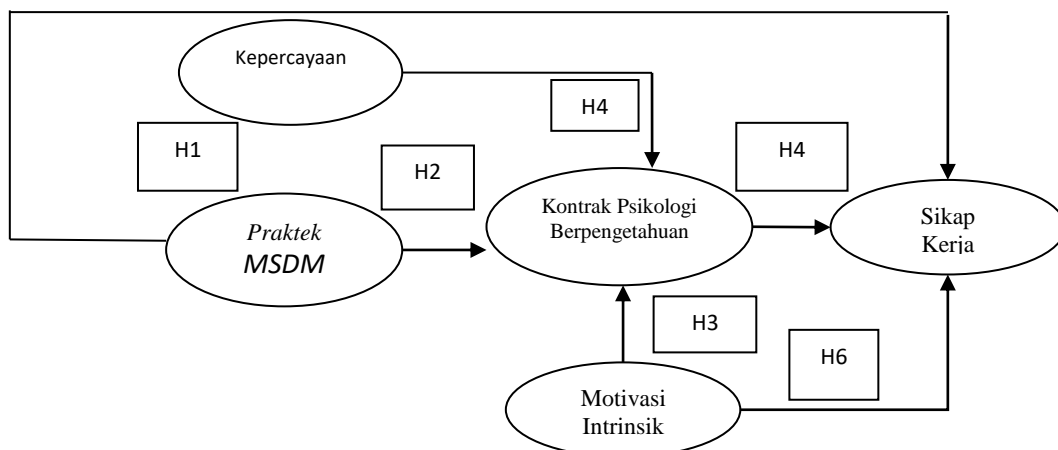 Kepercayaan
H4
H1
H4
H2
Kontrak Psikologi
Berpengetahuan
Sikap
Kerja
Praktek
MSDM
H3
H6
Motivasi
Intrinsik